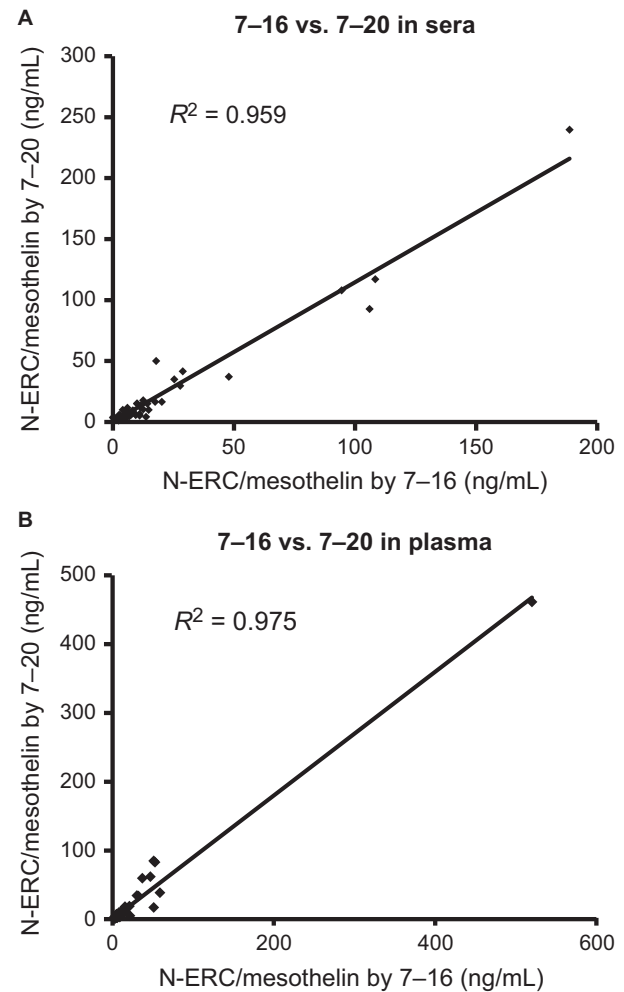 A
7–16 vs. 7–20 in sera
N-ERC/mesothelin by 7–20 (ng/mL)
300
250
200
150
100
50
0
R² = 0.959
0 50 100 150 200
N-ERC/mesothelin by 7–16 (ng/mL)
B
7–16 vs. 7–20 in plasma
N-ERC/mesothelin by 7–20 (ng/mL)
500
400
300
200
100
0
R² = 0.975
0 200 400 600
N-ERC/mesothelin by 7–16 (ng/mL)